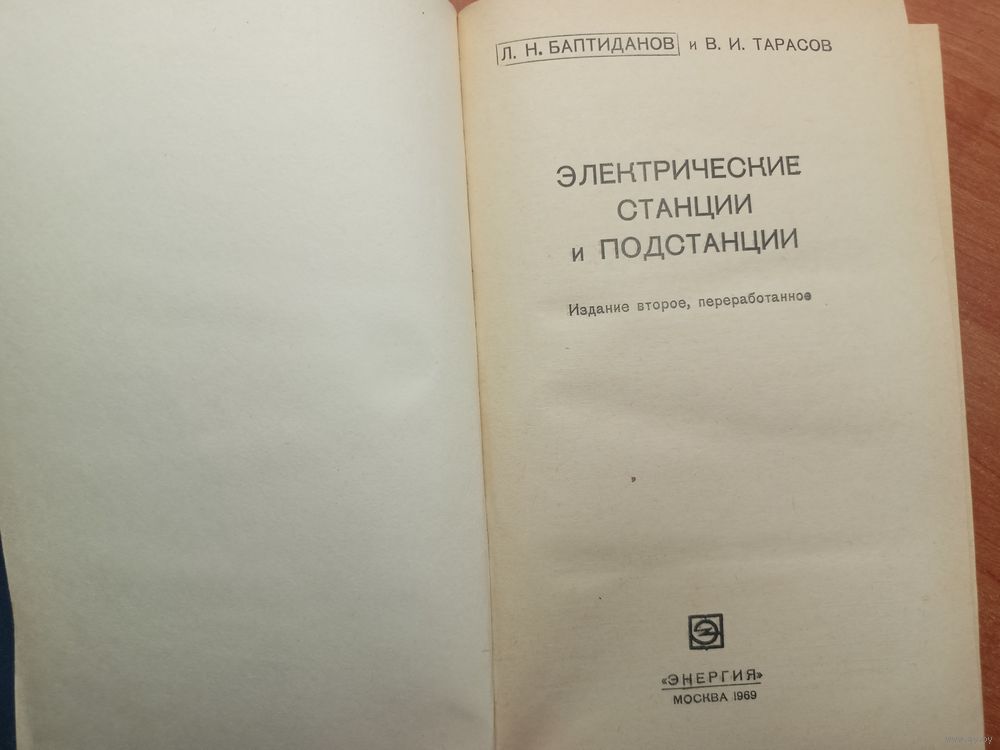 Л. Н. БАПТИДАНОВ и В. И. ТАРАСОВ
ЭЛЕКТРИЧЕСКИЕ
СТАНЦИИ
и ПОДСТАНЦИИ
Издание второе, переработанное
«ЭНЕРГИЯ»
МОСКВА 1969